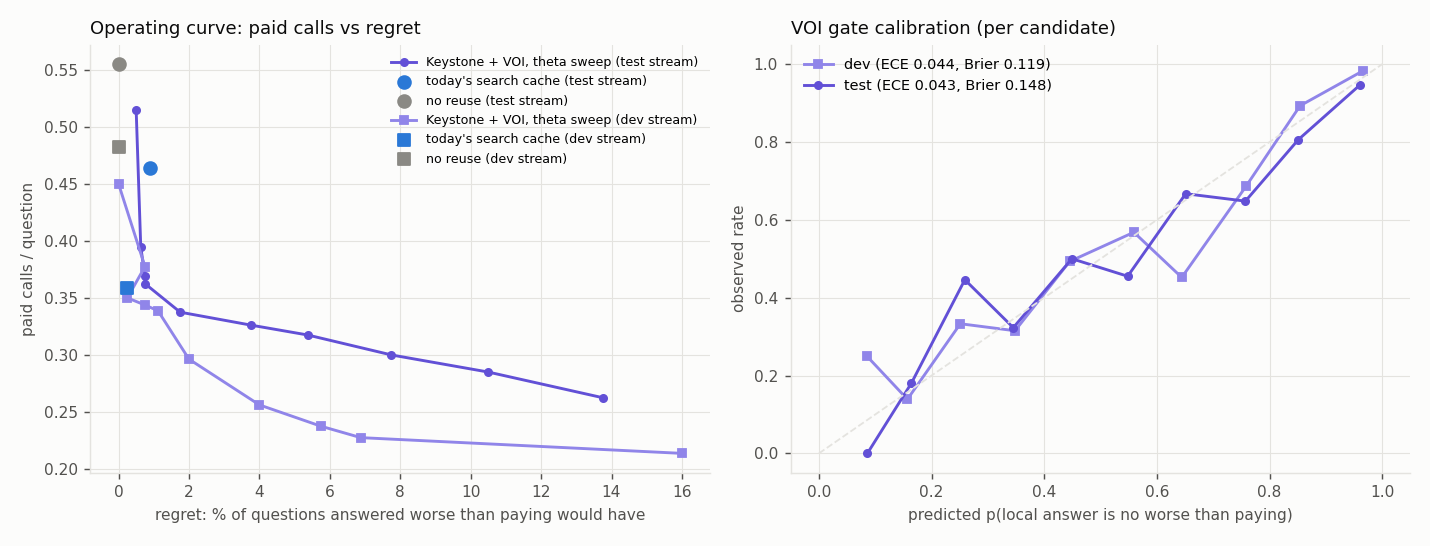 Operating curve: paid calls vs regret
Keystone + VOI, theta sweep (test stream)
today's search cache (test stream)
no reuse (test stream)
Keystone + VOI, theta sweep (dev stream)
today's search cache (dev stream)
no reuse (dev stream)
paid calls / question
0.55
0.50
0.45
0.40
0.35
0.30
0.25
0.20
0 2 4 6 8 10 12 14 16
regret: % of questions answered worse than paying would have
VOI gate calibration (per candidate)
dev (ECE 0.044, Brier 0.119)
test (ECE 0.043, Brier 0.148)
observed rate
1.0
0.8
0.6
0.4
0.2
0.0
0.0 0.2 0.4 0.6 0.8 1.0
predicted p(local answer is no worse than paying)